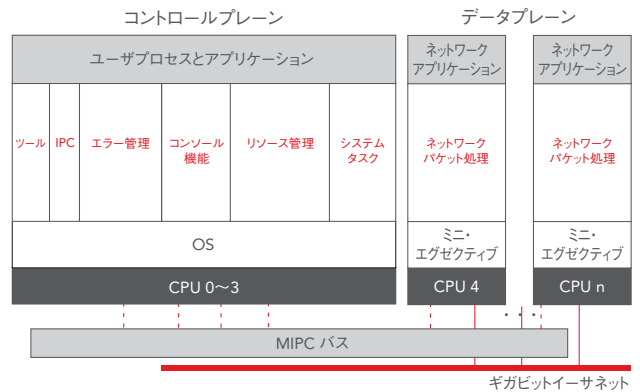 コントロールプレーン
データプレーン
ユーザプロセスとアプリケーション
ネットワーク
アプリケーション
ネットワーク
アプリケーション
ツール
IPC
エラー管理
コンソール
機能
リソース管理
システム
タスク
ネットワーク
パケット処理
ネットワーク
パケット処理
OS
ミニ・
エグゼクティブ
ミニ・
エグゼクティブ
CPU 0〜3
CPU 4
CPU n
・・・
MIPC バス
ギガビットイーサネット